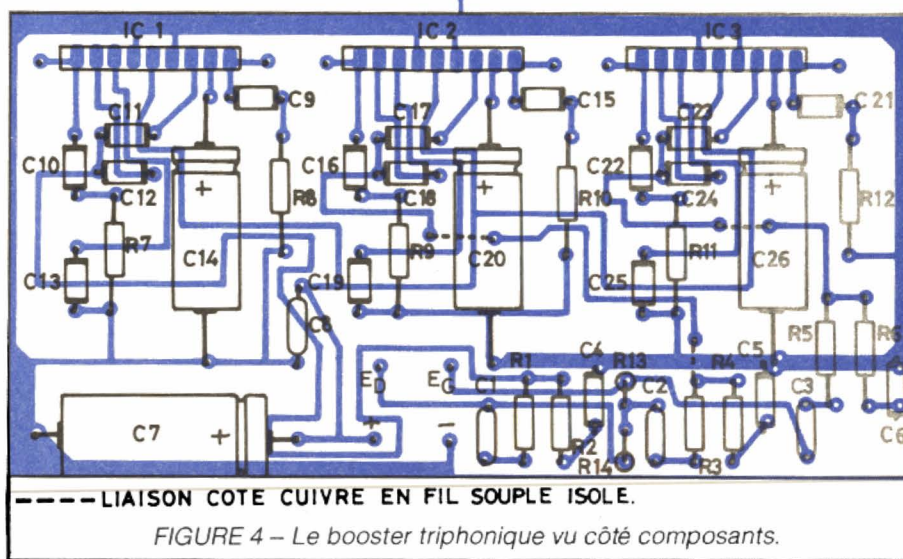 IC 1 IC 2 IC 3
C9 C15 C21
C11 C17 C23
C10 C16 C22
C12 C18 C24
+ + +
R8 R10 R12
R7 C14 R9 C20 R11 C26
C13 C19 C25
C8
R5 R6
ED EG C1 R1 C4 R13 C2 R4 C5 C3
C7 + + − R2 R14 R3 C6
----LIAISON COTE CUIVRE EN FIL SOUPLE ISOLE.
FIGURE 4 – Le booster triphonique vu côté composants.